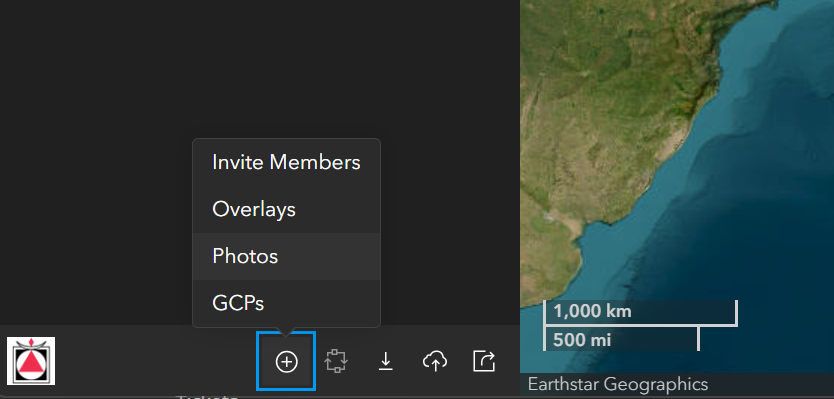 Invite Members
Overlays
Photos
GCPs
1,000 km
500 mi
Earthstar Geographics